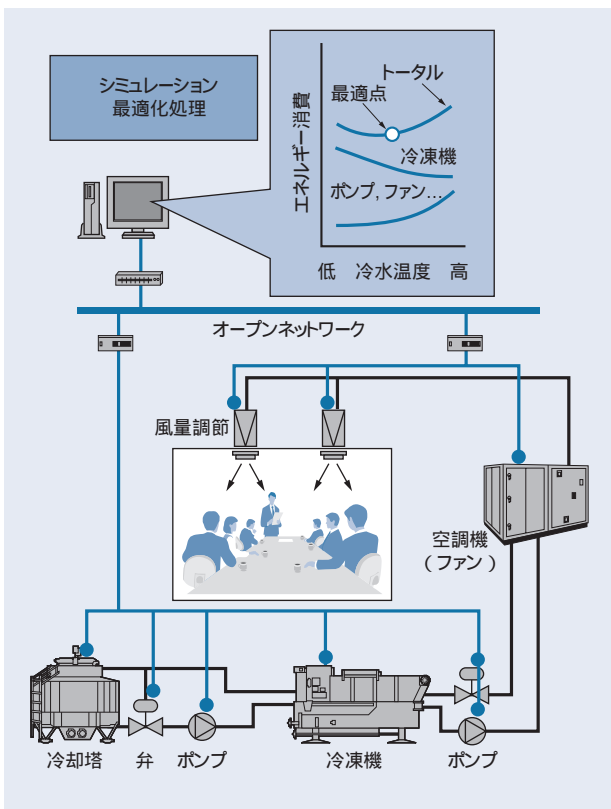 シミュレーション
最適化処理
トータル
最適点
冷凍機
ポンプ,ファン…
エネルギー消費
低 冷水温度 高
オープンネットワーク
風量調節
空調機
(ファン)
冷却塔 弁 ポンプ 冷凍機 ポンプ